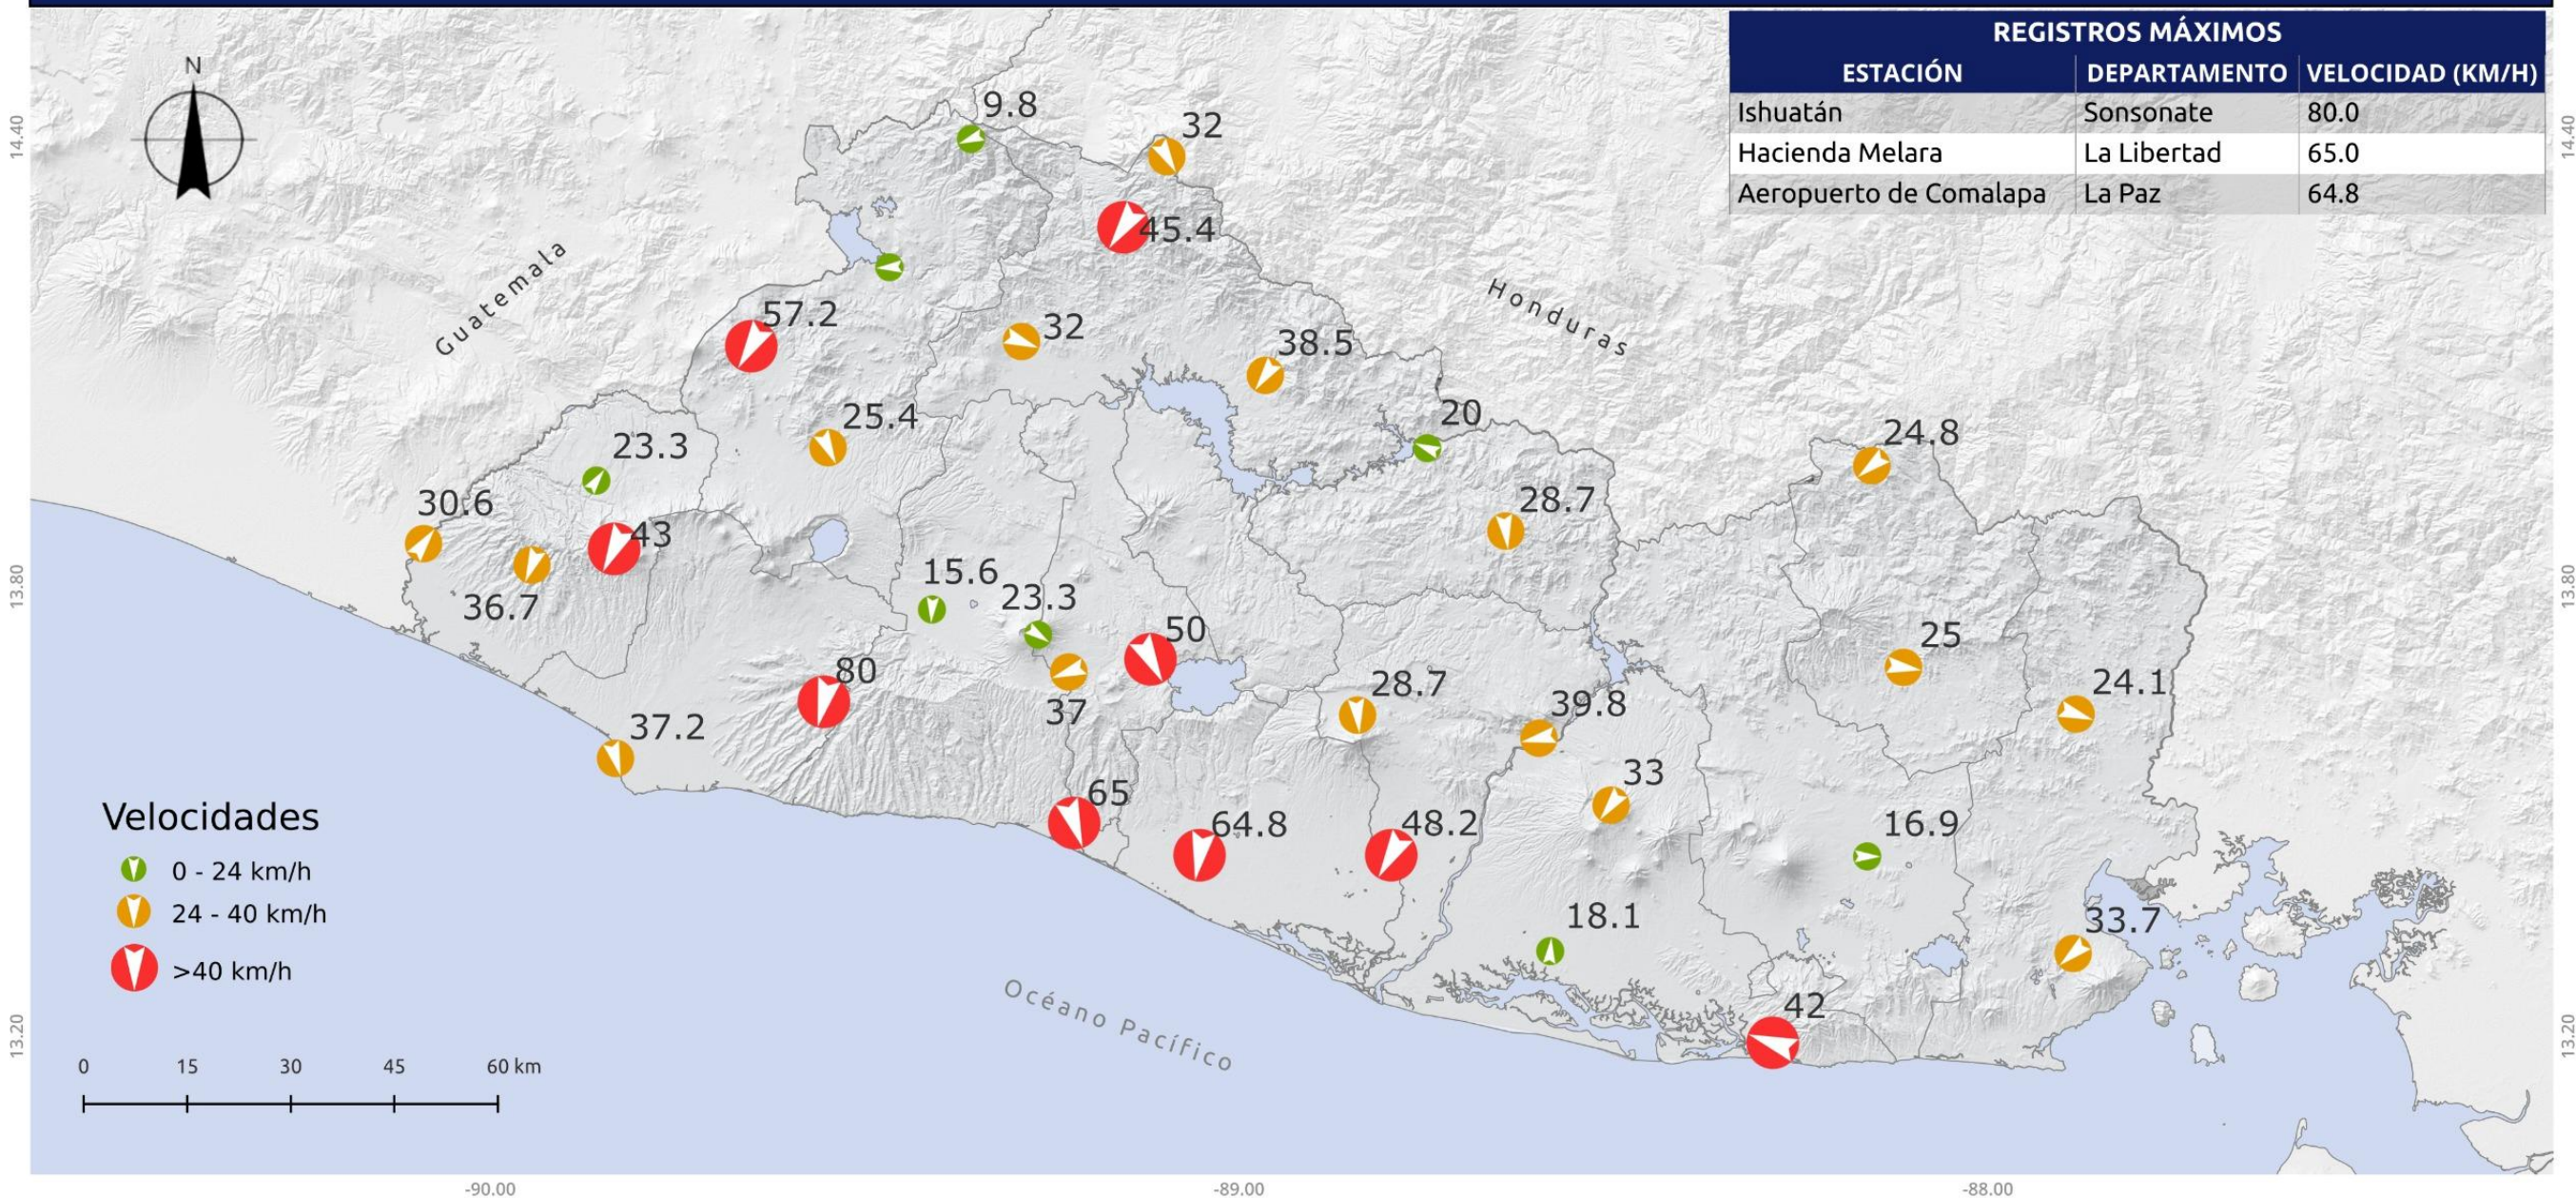 REGISTROS MÁXIMOS
ESTACIÓN DEPARTAMENTO VELOCIDAD (KM/H)
Ishuatán Sonsonate 80.0
Hacienda Melara La Libertad 65.0
Aeropuerto de Comalapa La Paz 64.8
N
14.40
14.40
9.8
32
45.4
Guatemala
Honduras
57.2
32
38.5
25.4
20
23.3
24.8
30.6
28.7
43
13.80
13.80
15.6
23.3
36.7
50
25
80
28.7
24.1
37
39.8
37.2
33
65
64.8
48.2
16.9
Velocidades
0 - 24 km/h
24 - 40 km/h
>40 km/h
18.1
33.7
42
Océano Pacífico
13.20
13.20
0 15 30 45 60 km
-90.00 -89.00 -88.00